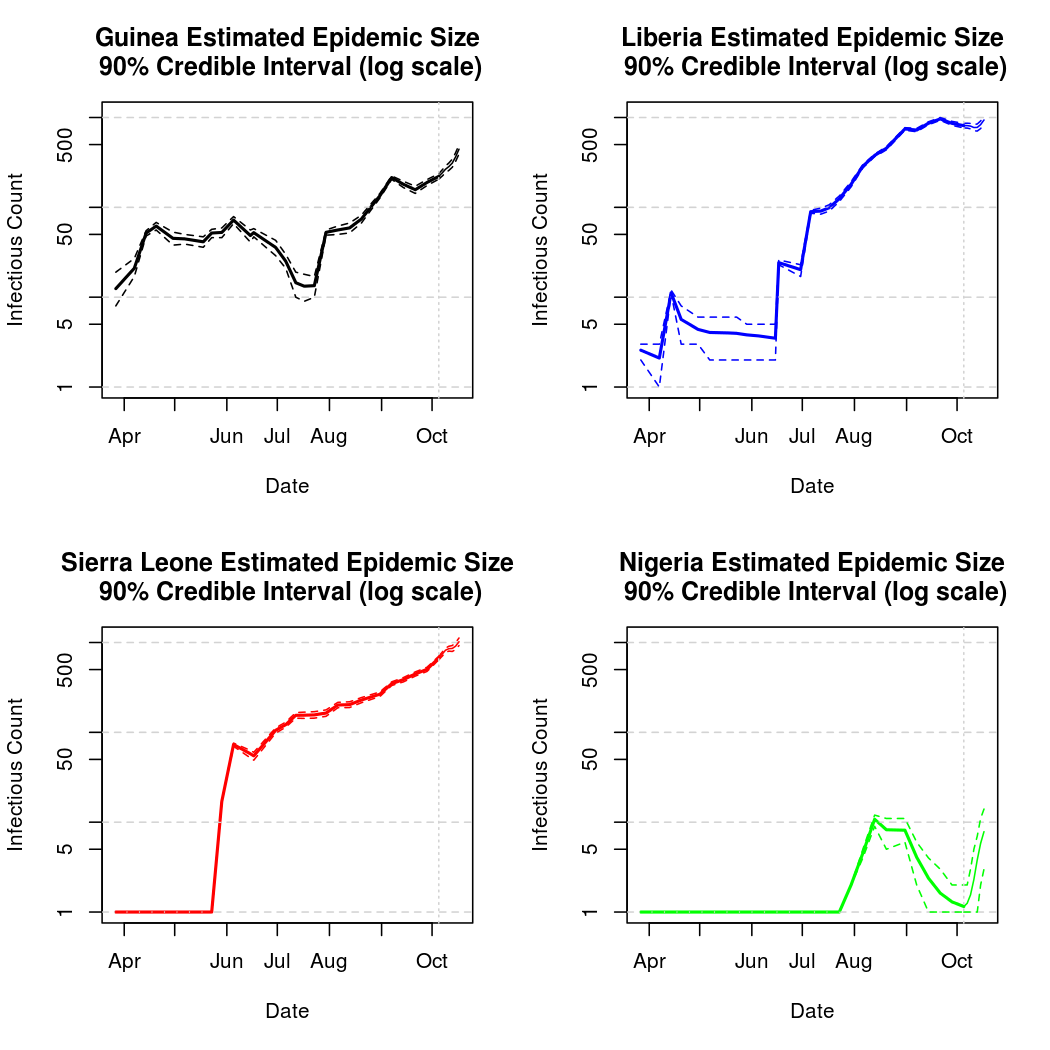 Guinea Estimated Epidemic Size
90% Credible Interval (log scale)
Infectious Count
500
50
5
1
Apr Jun Jul Aug Oct
Date
Liberia Estimated Epidemic Size
90% Credible Interval (log scale)
Infectious Count
500
50
5
1
Apr Jun Jul Aug Oct
Date
Sierra Leone Estimated Epidemic Size
90% Credible Interval (log scale)
Infectious Count
500
50
5
1
Apr Jun Jul Aug Oct
Date
Nigeria Estimated Epidemic Size
90% Credible Interval (log scale)
Infectious Count
500
50
5
1
Apr Jun Jul Aug Oct
Date